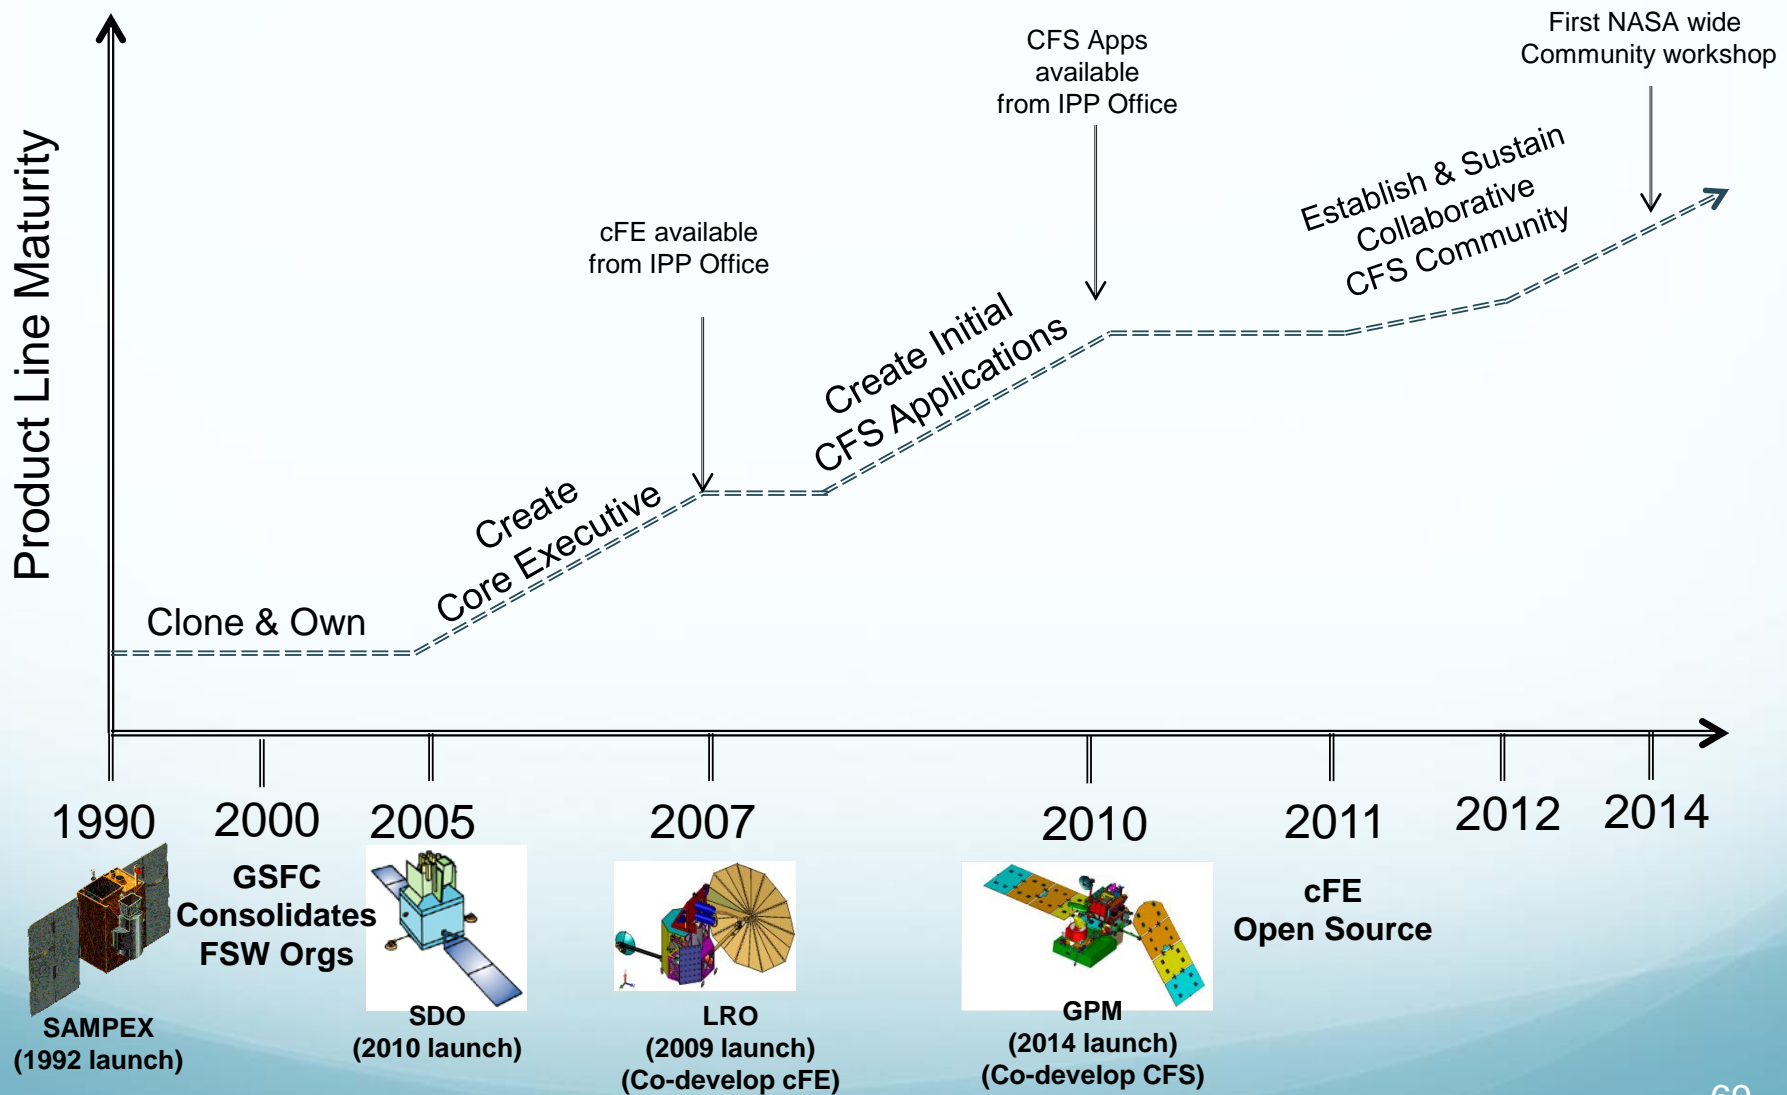 First NASA wide
Community workshop
CFS Apps
available
from IPP Office
Product Line Maturity
cFE available
from IPP Office
Establish & Sustain
Collaborative
CFS Community
Create Initial
CFS Applications
Create
Core Executive
Clone & Own
1990
2000
2005
2007
2010
2011
2012
2014
GSFC
Consolidates
FSW Orgs
cFE
Open Source
SAMPEX
(1992 launch)
SDO
(2010 launch)
LRO
(2009 launch)
(Co-develop cFE)
GPM
(2014 launch)
(Co-develop CFS)